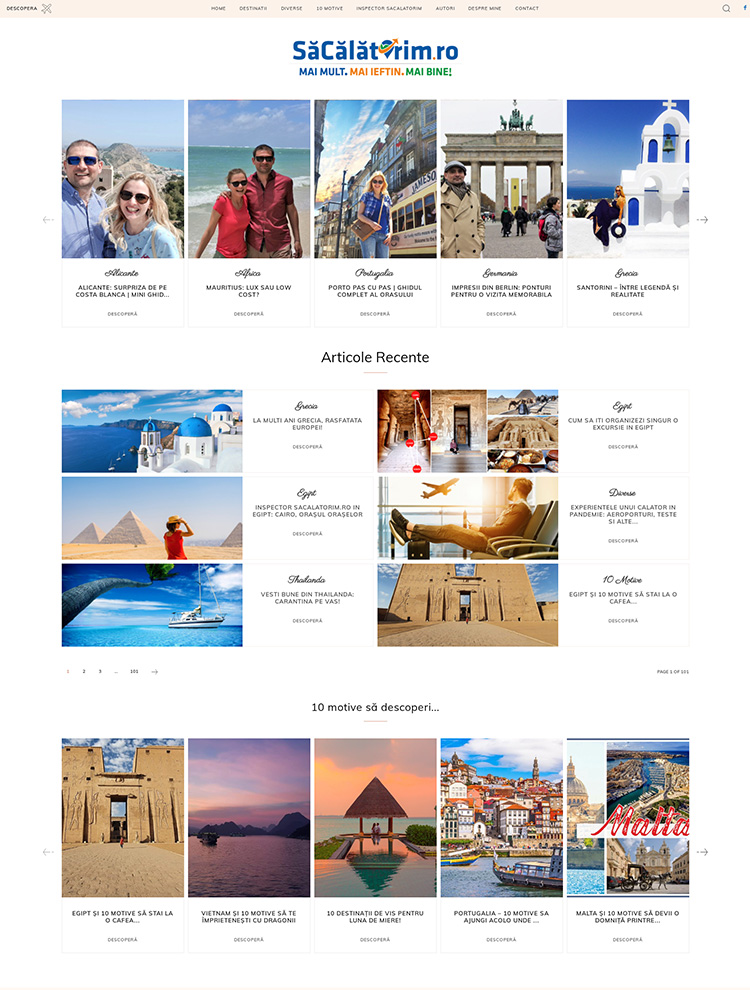 DESCOPERA
HOME DESTINATII DIVERSE 10 MOTIVE INSPECTOR SACALATORIM AUTORI DESPRE MINE CONTACT
SăCălătorim.ro
MAI MULT. MAI IEFTIN. MAI BINE!
Alicante
ALICANTE: SURPRIZA DE PE
COSTA BLANCA | MINI GHID...
DESCOPERĂ
Africa
MAURITIUS: LUX SAU LOW
COST?
DESCOPERĂ
Portugalia
PORTO PAS CU PAS | GHIDUL
COMPLET AL ORASULUI
DESCOPERĂ
Germania
IMPRESII DIN BERLIN: PONTURI
PENTRU O VIZITA MEMORABILA
DESCOPERĂ
Grecia
SANTORINI – ÎNTRE LEGENDĂ ȘI
REALITATE
DESCOPERĂ
Articole Recente
Grecia
LA MULTI ANI GRECIA, RASFATATA
EUROPEI!
DESCOPERĂ
Egipt
CUM SA ITI ORGANIZEZI SINGUR O
EXCURSIE IN EGIPT
DESCOPERĂ
Egipt
INSPECTOR SACALATORIM.RO IN
EGIPT: CAIRO, ORAȘUL ORAȘELOR
DESCOPERĂ
Diverse
EXPERIENTELE UNUI CALATOR IN
PANDEMIE: AEROPORTURI, TESTE
SI ALTE...
DESCOPERĂ
Thailanda
VESTI BUNE DIN THAILANDA:
CARANTINA PE VAS!
DESCOPERĂ
10 Motive
EGIPT ȘI 10 MOTIVE SĂ STAI LA O
CAFEA...
DESCOPERĂ
1 2 3 ... 101
PAGE 1 OF 101
10 motive să descoperi...
EGIPT ȘI 10 MOTIVE SĂ STAI LA
O CAFEA...
DESCOPERĂ
VIETNAM ȘI 10 MOTIVE SĂ TE
ÎMPRIETENEȘTI CU DRAGONII
DESCOPERĂ
10 DESTINAȚII DE VIS PENTRU
LUNA DE MIERE!
DESCOPERĂ
PORTUGALIA – 10 MOTIVE SA
AJUNGI ACOLO UNDE ...
DESCOPERĂ
Malta
MALTA ȘI 10 MOTIVE SĂ DEVII O
DOMNIȚĂ PRINTRE...
DESCOPERĂ